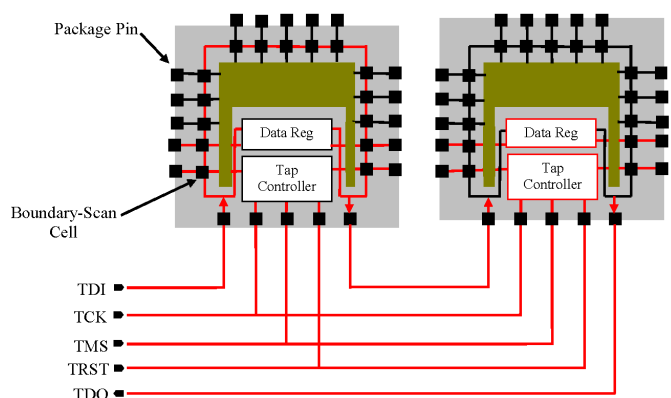 Package Pin
Data Reg
Tap
Controller
Boundary-Scan
Cell
Data Reg
Tap
Controller
TDI
TCK
TMS
TRST
TDO